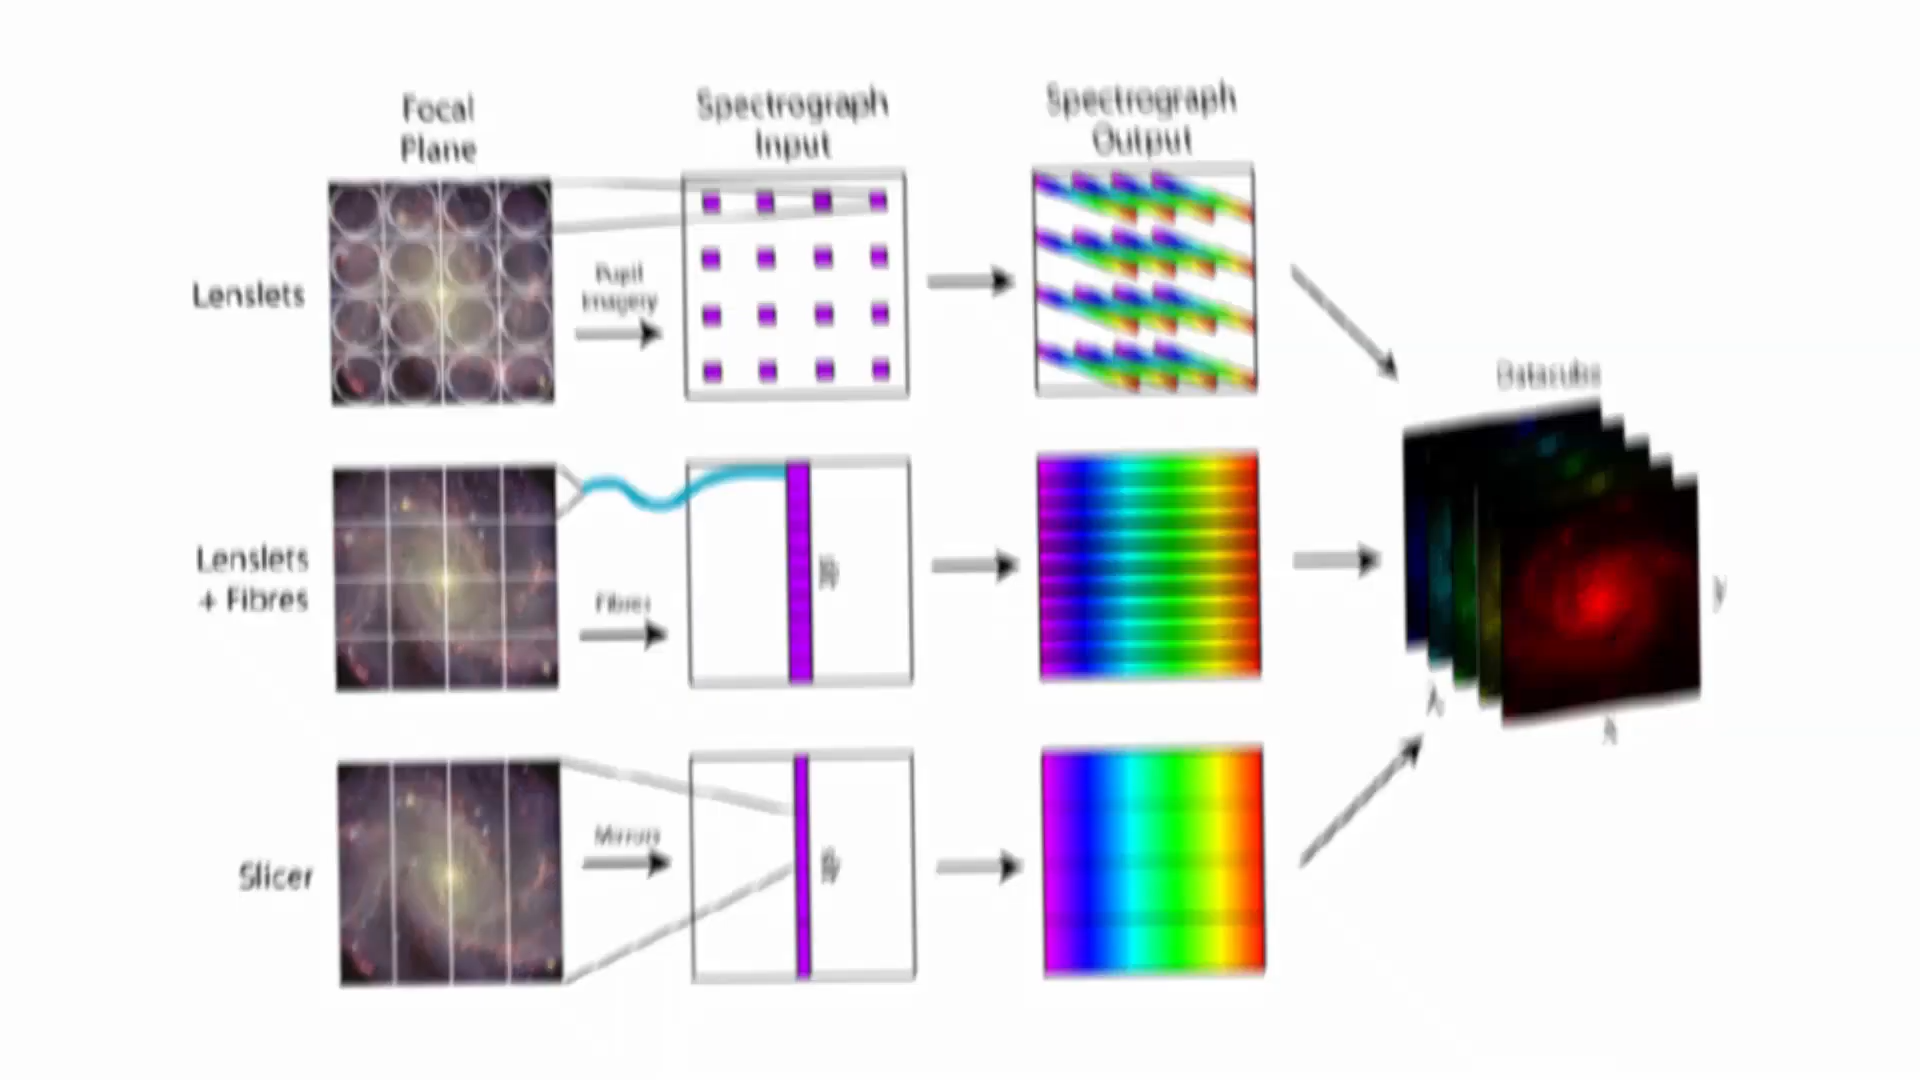 Focal
Plane
Spectrograph
Input
Spectrograph
Output
Lenslets
Pupil
Imagery
Datacube
Lenslets
+ Fibres
Fibres
y
λ
Slicer
Mirrors